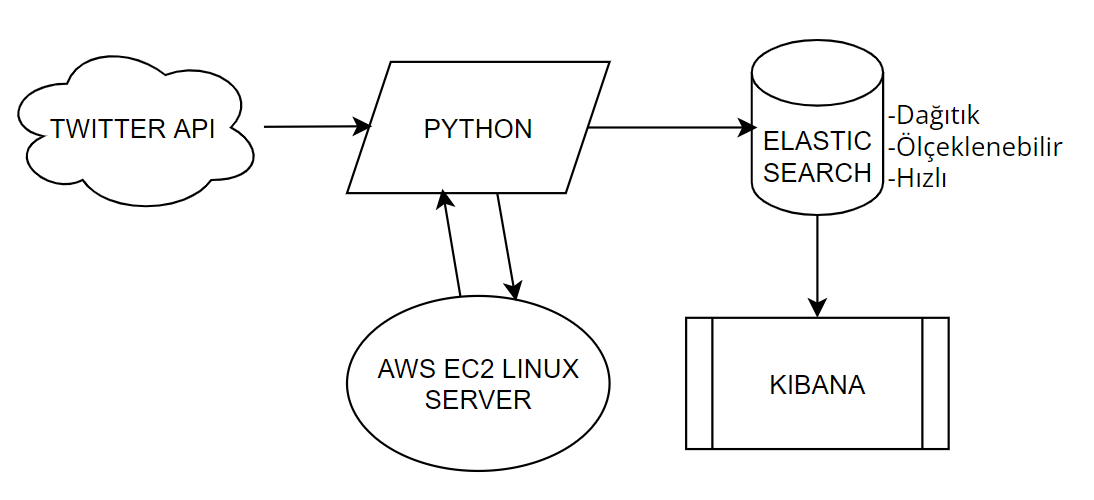 TWITTER API
PYTHON
ELASTIC
SEARCH
-Dağıtık
-Ölçeklenebilir
-Hızlı
AWS EC2 LINUX
SERVER
KIBANA